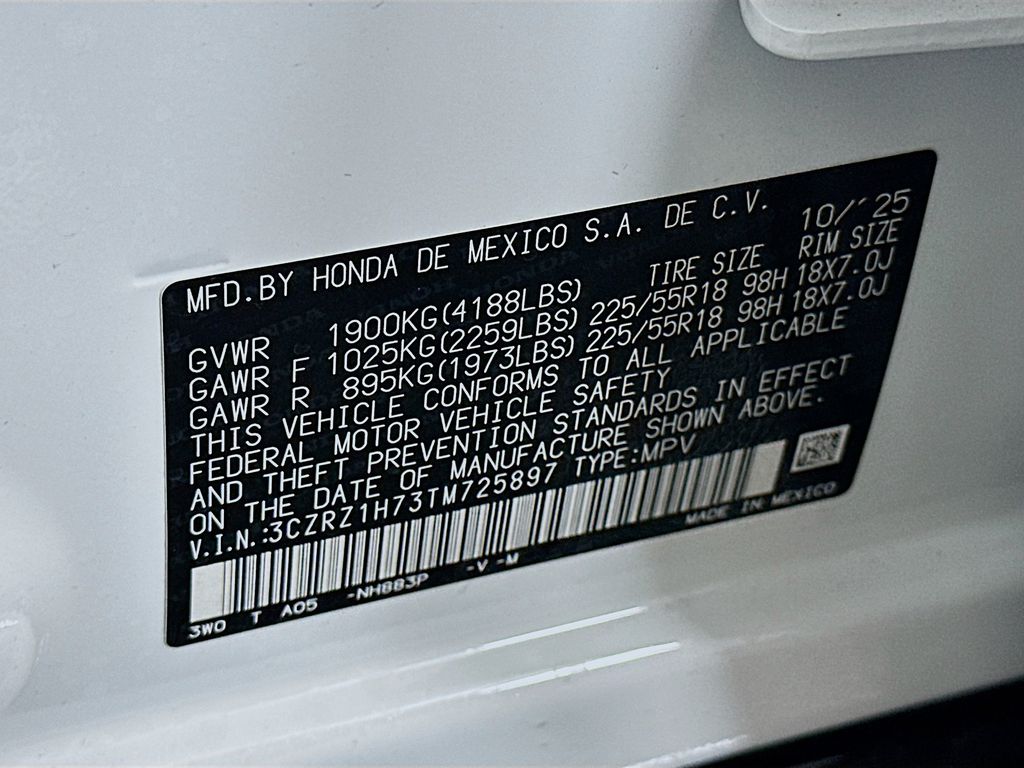 MFD.BY HONDA DE MEXICO S.A. DE C.V. 10/'25
TIRE SIZE RIM SIZE
GVWR 1900KG(4188LBS)
GAWR F 1025KG(2259LBS) 225/55R18 98H 18X7.0J
GAWR R 895KG(1973LBS) 225/55R18 98H 18X7.0J
THIS VEHICLE CONFORMS TO ALL APPLICABLE
FEDERAL MOTOR VEHICLE SAFETY
AND THEFT PREVENTION STANDARDS IN EFFECT
ON THE DATE OF MANUFACTURE SHOWN ABOVE.
V.I.N.:3CZRZ1H73TM725897 TYPE:MPV
3W0 T A05 -NH883P -V -M MADE IN MEXICO